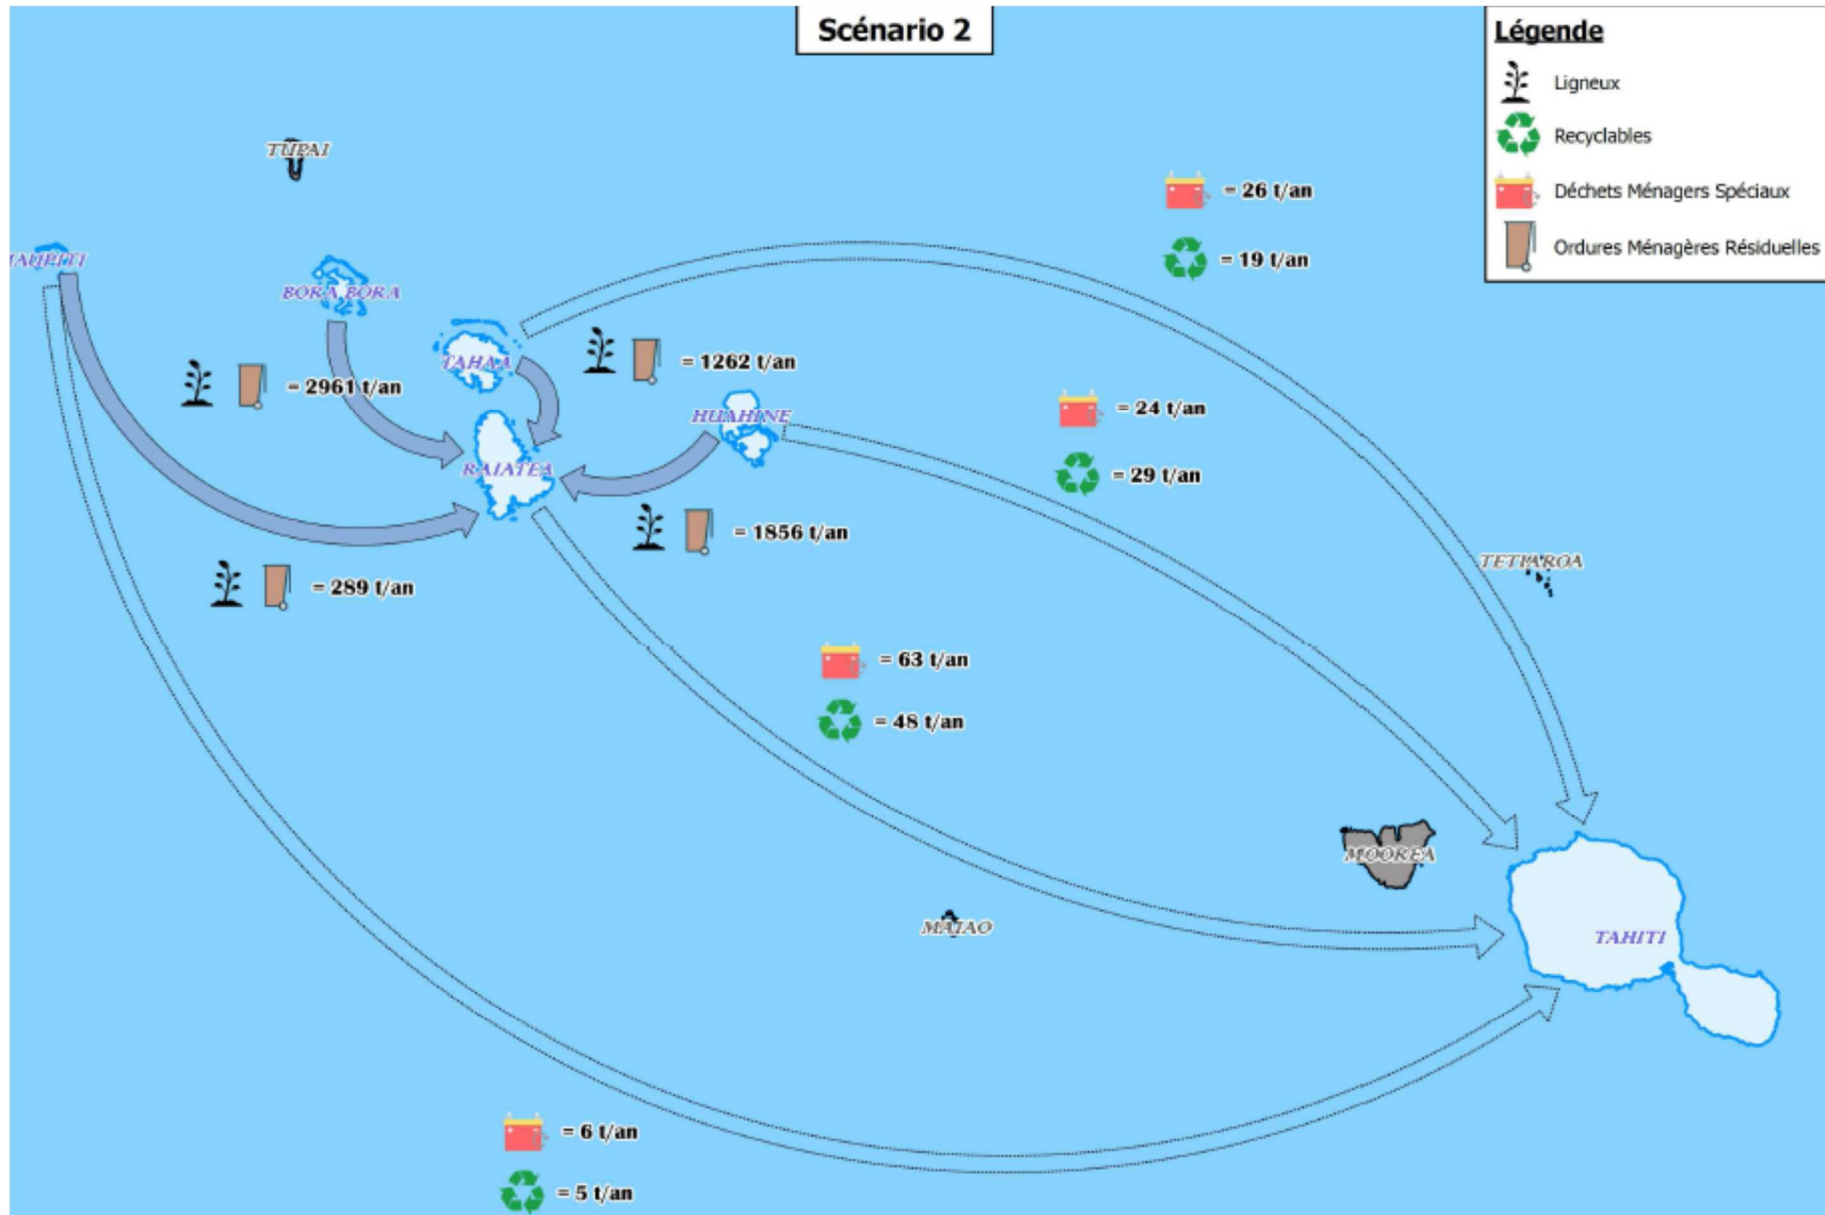 Scénario 2
Légende
Ligneux
Recyclables
Déchets Ménagers Spéciaux
Ordures Ménagères Résiduelles
TUPAI
= 26 t/an
= 19 t/an
AUPITI
BORA BORA
TAHAA
= 1262 t/an
= 2961 t/an
HUAHINE
= 24 t/an
= 29 t/an
RAIATEA
= 1856 t/an
TETIAROA
= 289 t/an
= 63 t/an
= 48 t/an
MOOREA
MAIAO
TAHITI
= 6 t/an
= 5 t/an